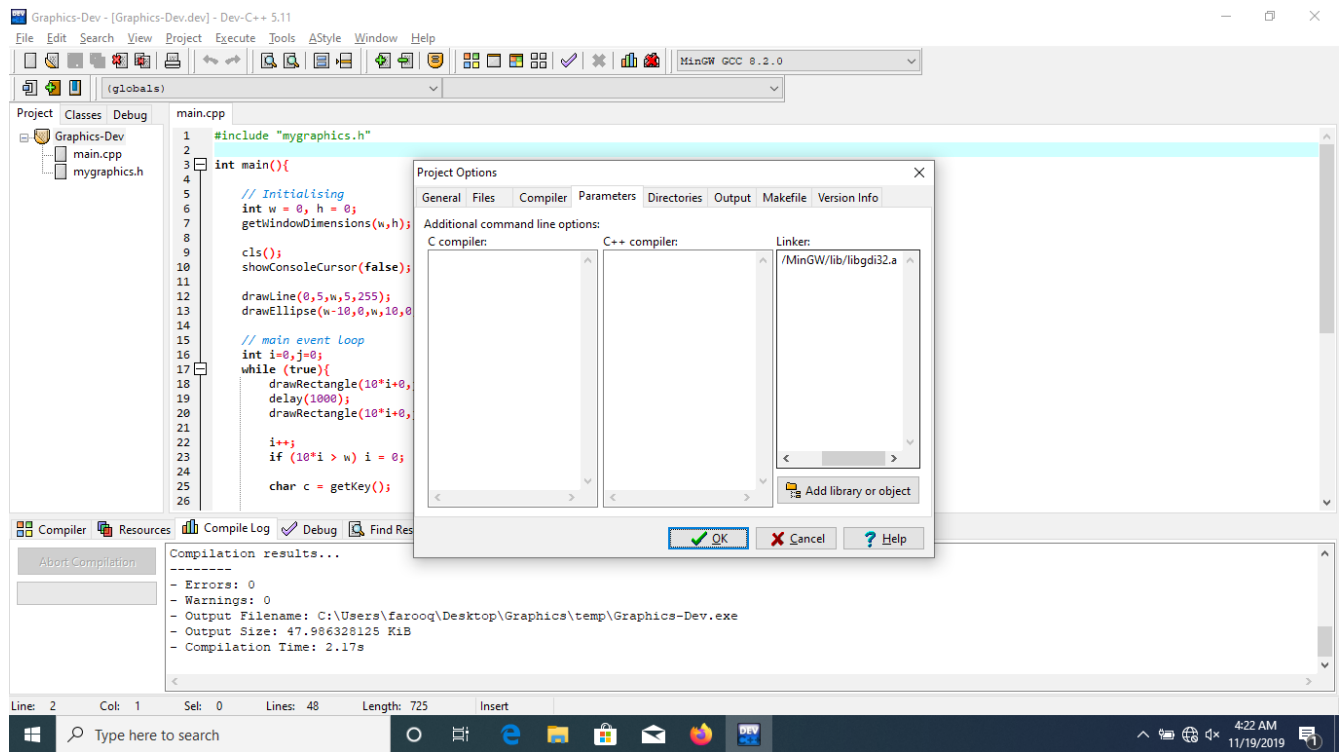 Graphics-Dev - [Graphics-Dev.dev] - Dev-C++ 5.11
File Edit Search View Project Execute Tools AStyle Window Help
MinGW GCC 8.2.0
(globals)
Project Classes Debug
main.cpp
Graphics-Dev
main.cpp
mygraphics.h
1 #include "mygraphics.h"
2
3 int main(){
4
5 // Initialising
6 int w = 0, h = 0;
7 getWindowDimensions(w,h);
8
9 cls();
10 showConsoleCursor(false);
11
12 drawLine(0,5,w,5,255);
13 drawEllipse(w-10,0,w,10,0
14
15 // main event loop
16 int i=0,j=0;
17 while (true){
18 drawRectangle(10*i+0,
19 delay(1000);
20 drawRectangle(10*i+0,
21
22 i++;
23 if (10*i > w) i = 0;
24
25 char c = getKey();
26
Project Options
General Files Compiler Parameters Directories Output Makefile Version Info
Additional command line options:
C compiler: C++ compiler: Linker:
/MinGW/lib/libgdi32.a
Add library or object
OK Cancel Help
Compiler Resources Compile Log Debug Find Res
Abort Compilation
Compilation results...
--------
- Errors: 0
- Warnings: 0
- Output Filename: C:\Users\farooq\Desktop\Graphics\temp\Graphics-Dev.exe
- Output Size: 47.986328125 KiB
- Compilation Time: 2.17s
Line: 2 Col: 1 Sel: 0 Lines: 48 Length: 725 Insert
Type here to search
DEV
4:22 AM
11/19/2019
1